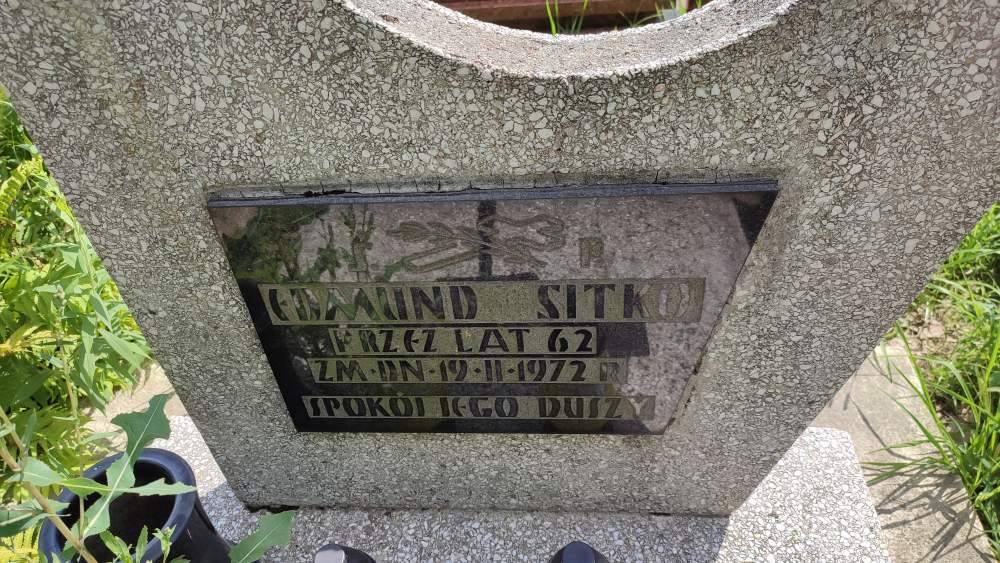 P
EDMUND SITKO
PRZEŻ LAT 62
ZM·DN·19·II·1972 R
SPOKÓJ JEGO DUSZY